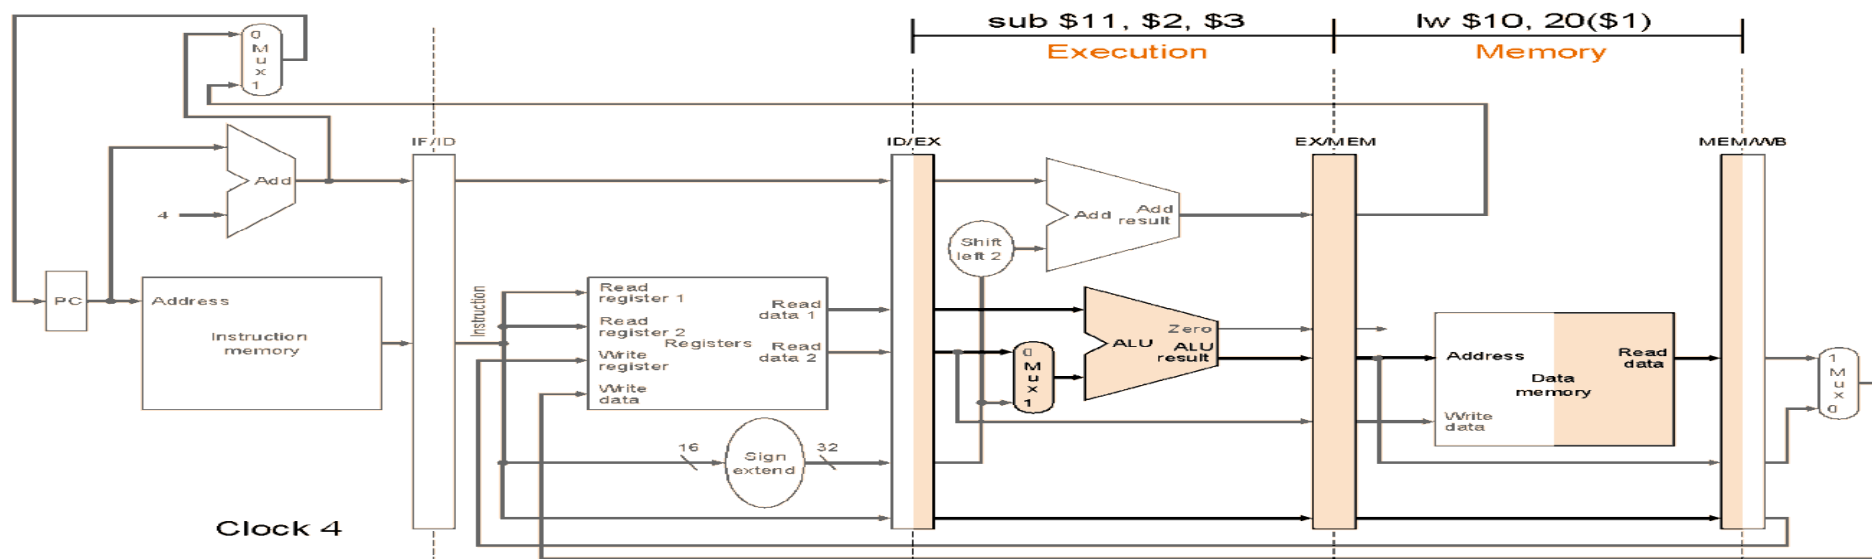 sub $11, $2, $3
lw $10, 20($1)
Execution
Memory
0
M
u
x
1
IF/ID
ID/EX
EX/MEM
MEM/WB
Add
4
Add
Add
result
Shift
left 2
PC
Address
Instruction
memory
Instruction
Read
register 1
Read
register 2
Write
register
Write
data
Registers
Read
data 1
Read
data 2
0
M
u
x
1
Zero
ALU
ALU
result
Address
Read
data
Data
memory
Write
data
1
M
u
x
0
16
Sign
extend
32
Clock 4